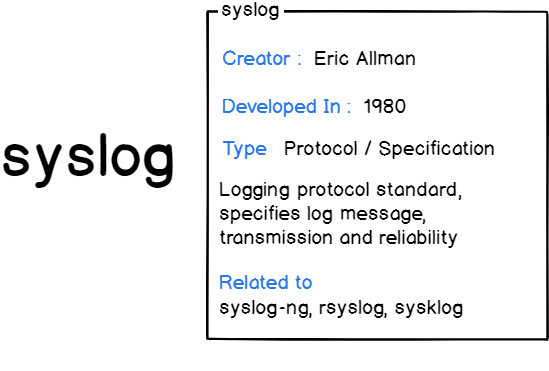 syslog
syslog
Creator : Eric Allman
Developed In : 1980
Type Protocol / Specification
Logging protocol standard,
specifies log message,
transmission and reliability
Related to
syslog-ng, rsyslog, sysklog